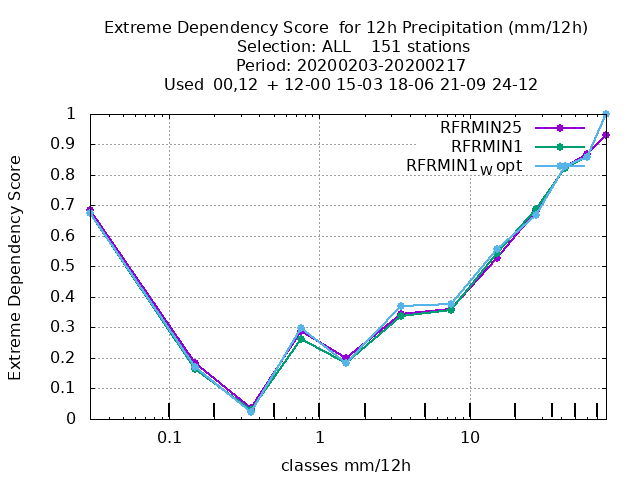 Extreme Dependency Score  for 12h Precipitation (mm/12h)
Selection: ALL    151 stations
Period: 20200203-20200217
Used  00,12  + 12-00 15-03 18-06 21-09 24-12
RFRMIN25
RFRMIN1
RFRMIN1W opt
Extreme Dependency Score
1
0.9
0.8
0.7
0.6
0.5
0.4
0.3
0.2
0.1
0
0.1 1 10
classes mm/12h